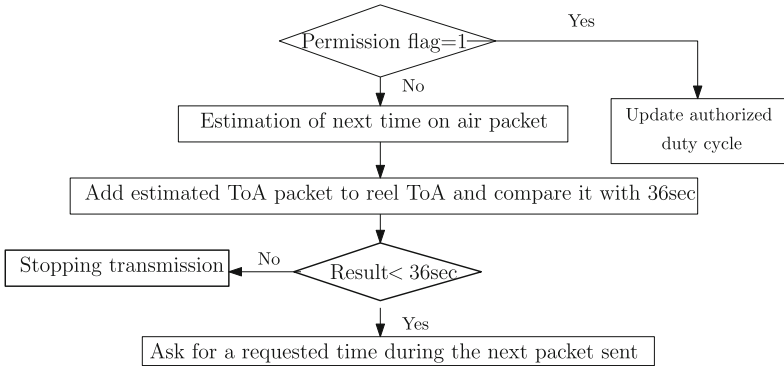 Yes
Permission flag=1
No
Update authorized
duty cycle
Estimation of next time on air packet
Add estimated ToA packet to reel ToA and compare it with 36sec
No
Stopping transmission
Result< 36sec
Yes
Ask for a requested time during the next packet sent